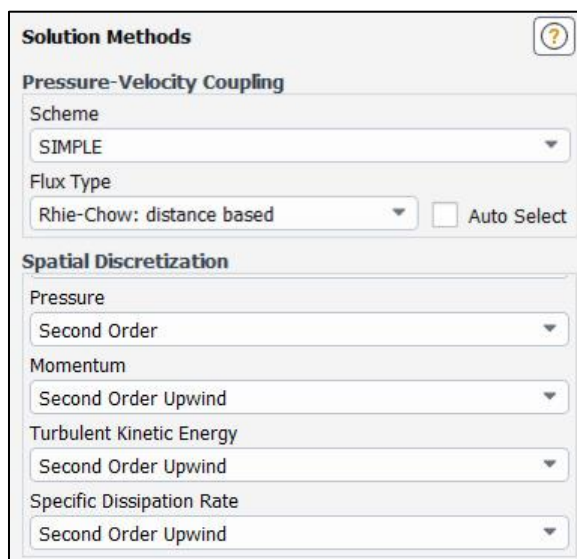 Solution Methods
?
Pressure-Velocity Coupling
Scheme
SIMPLE
Flux Type
Rhie-Chow: distance based Auto Select
Spatial Discretization
Pressure
Second Order
Momentum
Second Order Upwind
Turbulent Kinetic Energy
Second Order Upwind
Specific Dissipation Rate
Second Order Upwind